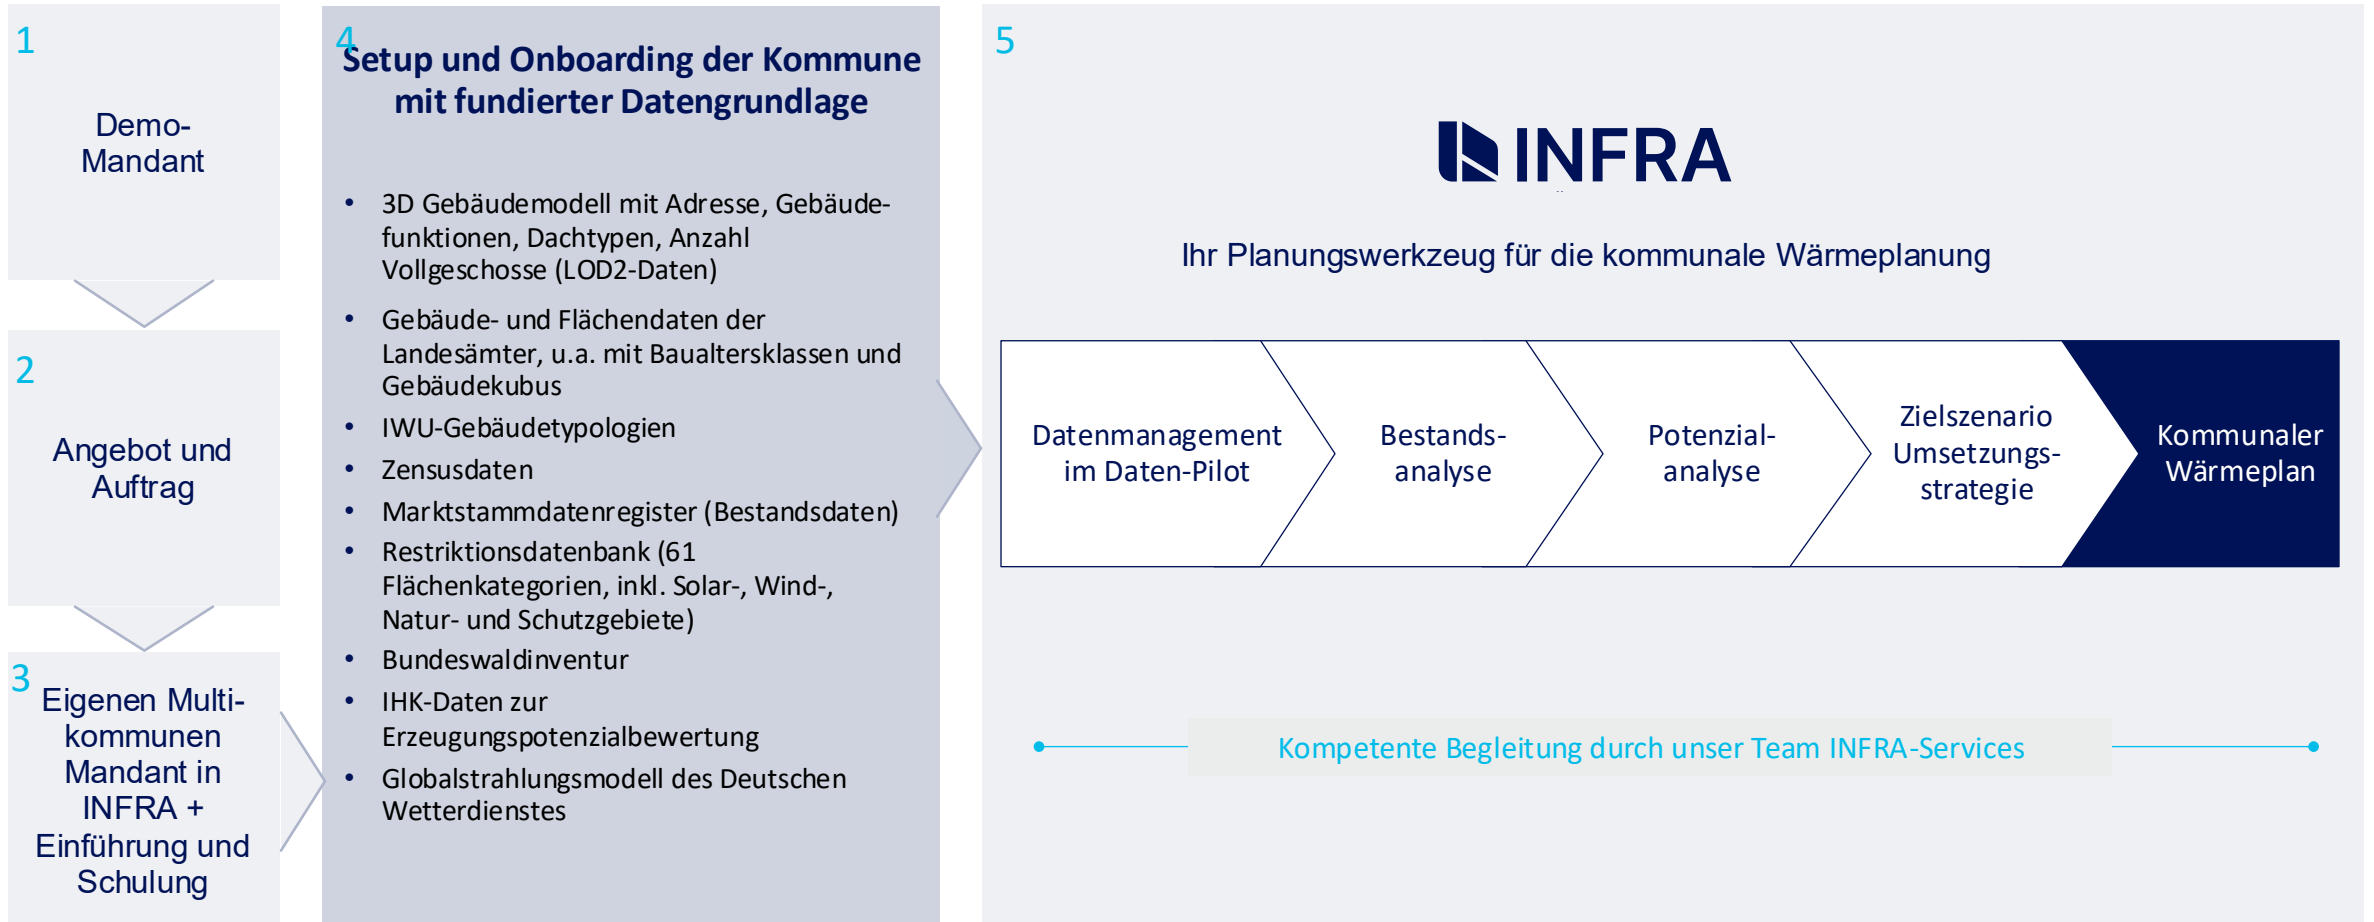 1
Demo-
Mandant
2
Angebot und
Auftrag
3
Eigenen Multi-
kommunen
Mandant in
INFRA +
Einführung und
Schulung
4
Setup und Onboarding der Kommune
mit fundierter Datengrundlage
• 3D Gebäudemodell mit Adresse, Gebäude-
funktionen, Dachtypen, Anzahl
Vollgeschosse (LOD2-Daten)
• Gebäude- und Flächendaten der
Landesämter, u.a. mit Baualtersklassen und
Gebäudekubus
• IWU-Gebäudetypologien
• Zensusdaten
• Marktstammdatenregister (Bestandsdaten)
• Restriktionsdatenbank (61
Flächenkategorien, inkl. Solar-, Wind-,
Natur- und Schutzgebiete)
• Bundeswaldinventur
• IHK-Daten zur
Erzeugungspotenzialbewertung
• Globalstrahlungsmodell des Deutschen
Wetterdienstes
5
INFRA
Ihr Planungswerkzeug für die kommunale Wärmeplanung
Datenmanagement
im Daten-Pilot
Bestands-
analyse
Potenzial-
analyse
Zielszenario
Umsetzungs-
strategie
Kommunaler
Wärmeplan
Kompetente Begleitung durch unser Team INFRA-Services